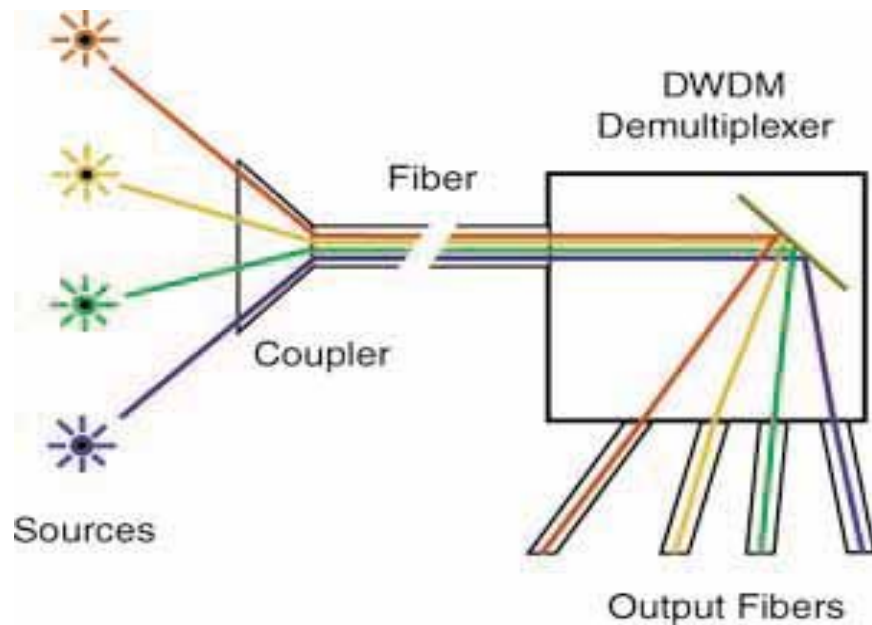 DWDM
Demultiplexer
Fiber
Coupler
Sources
Output Fibers